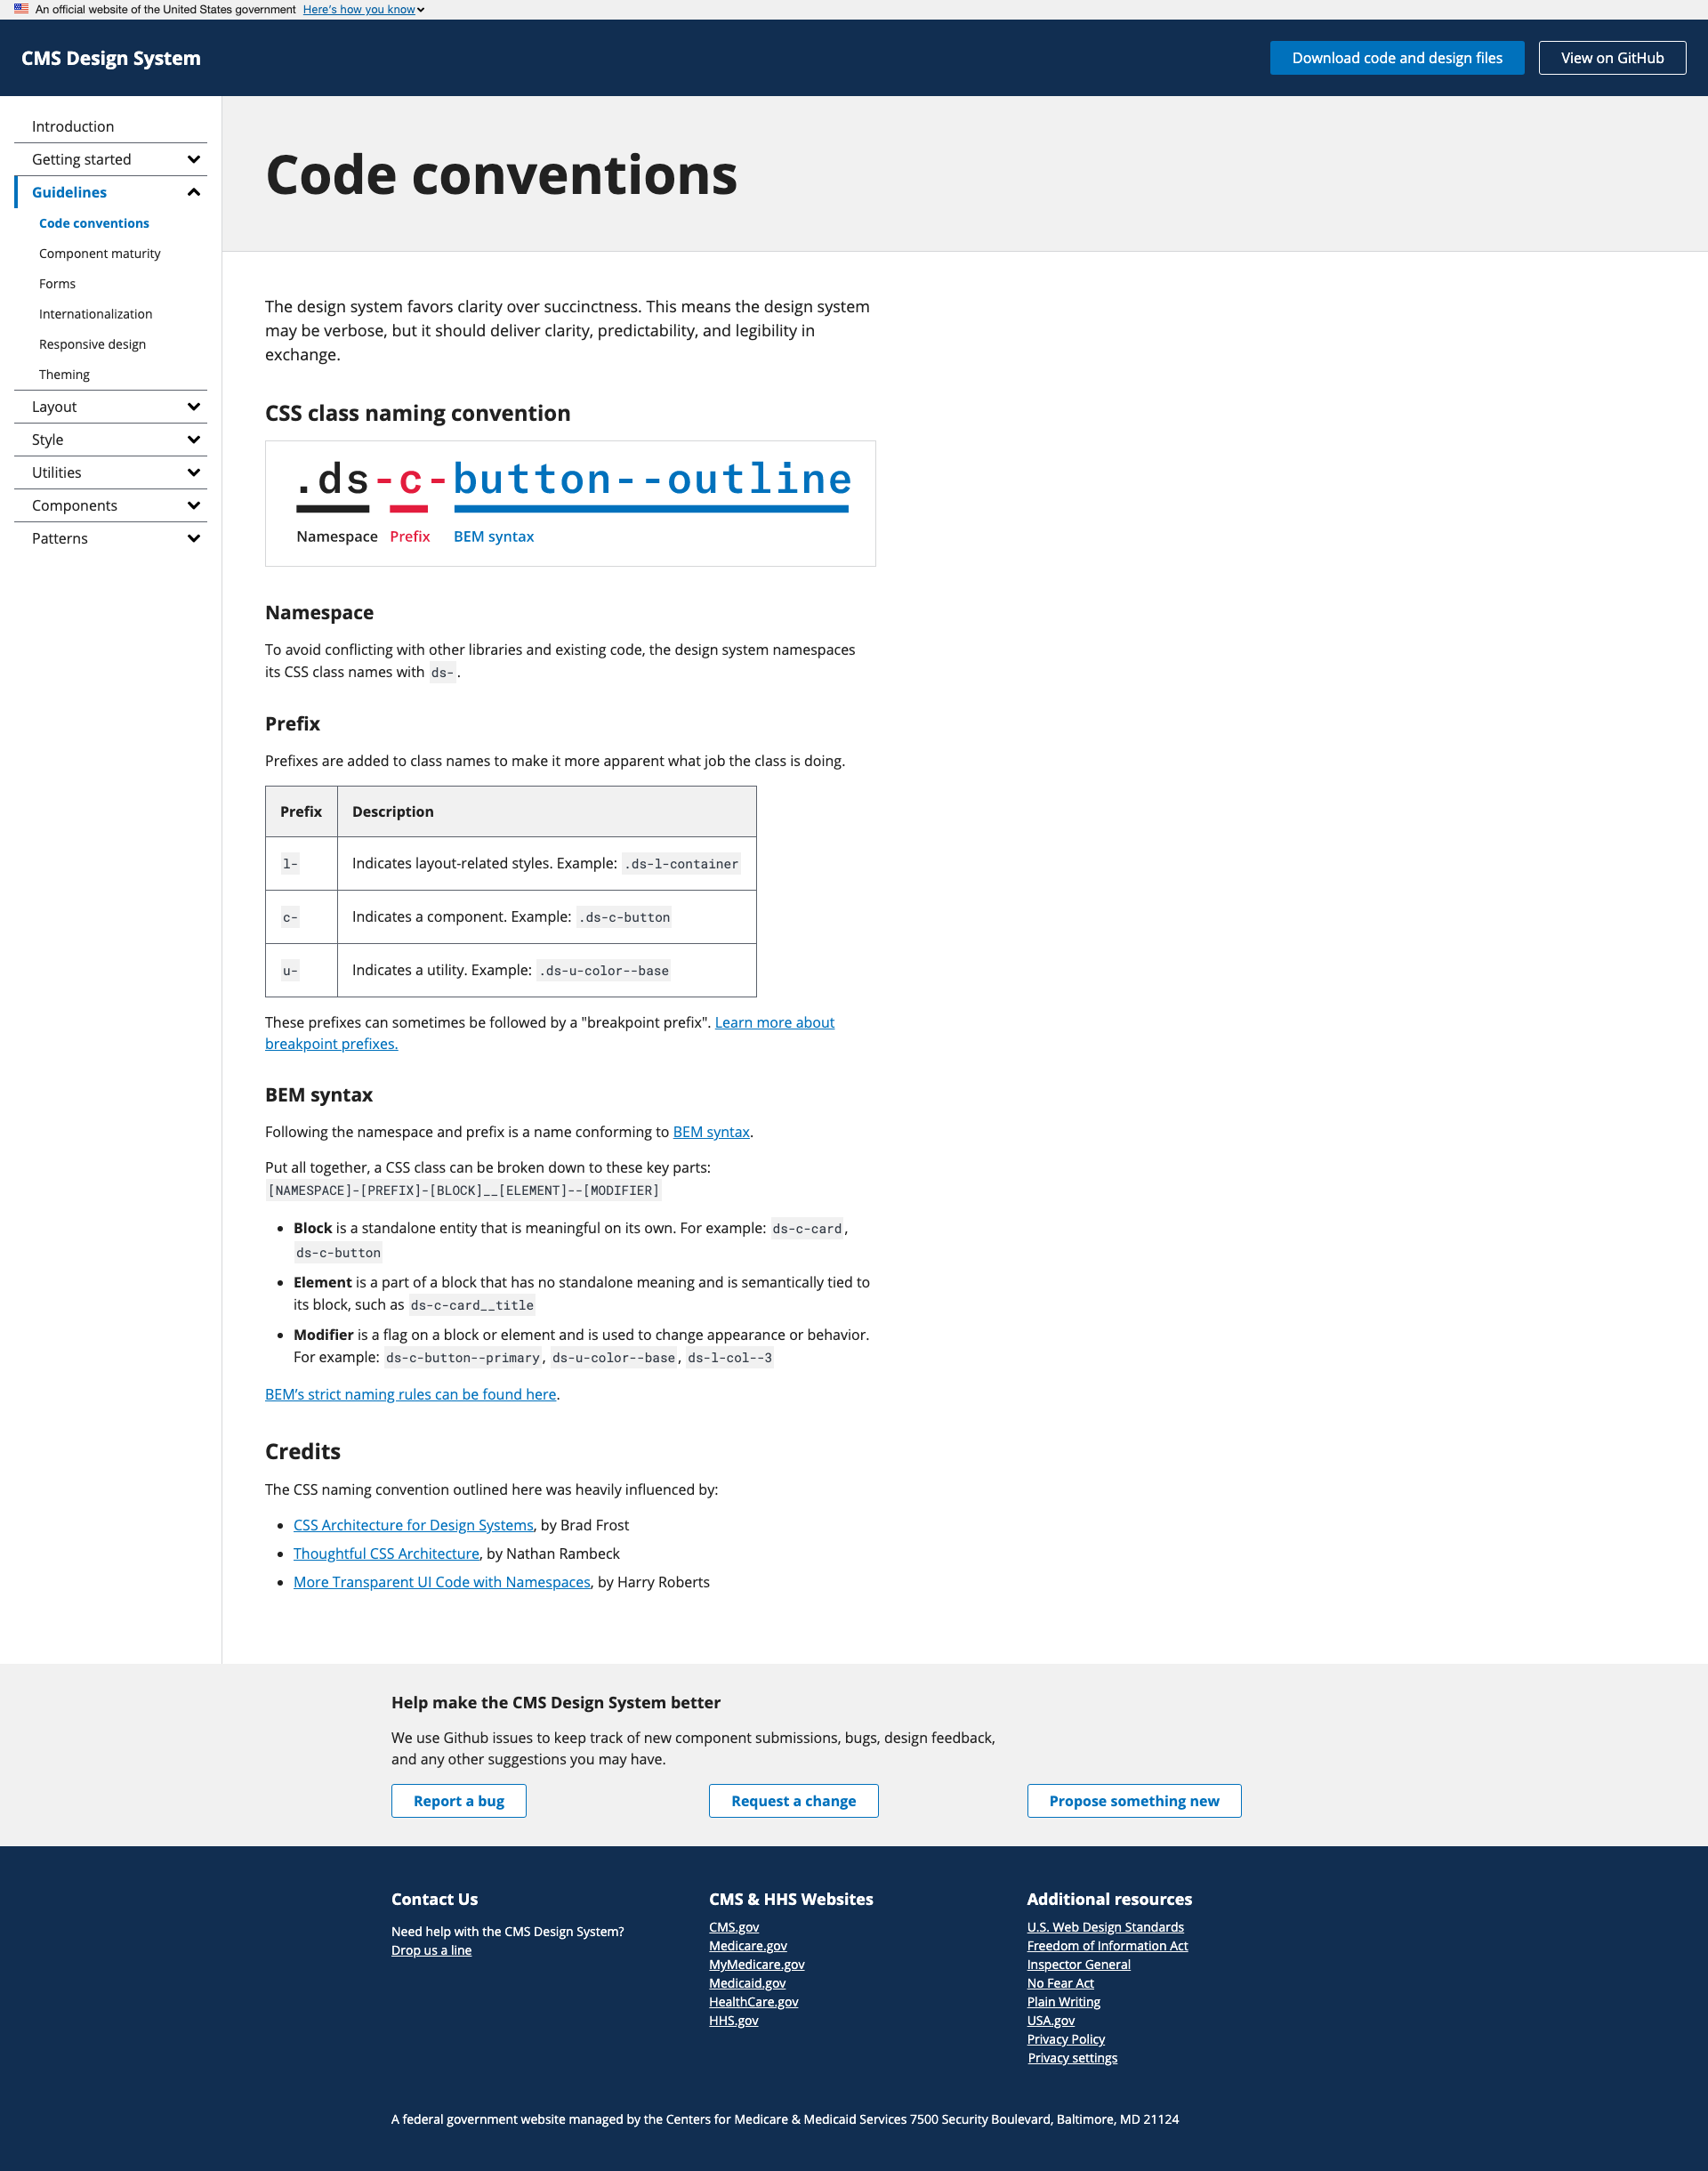 An official website of the United States government Here's how you know
CMS Design System
Download code and design files
View on GitHub
Introduction
Getting started
Guidelines
Code conventions
Component maturity
Forms
Internationalization
Responsive design
Theming
Layout
Style
Utilities
Components
Patterns
Code conventions
The design system favors clarity over succinctness. This means the design system
may be verbose, but it should deliver clarity, predictability, and legibility in
exchange.
CSS class naming convention
.ds-c-button--outline
Namespace Prefix BEM syntax
Namespace
To avoid conflicting with other libraries and existing code, the design system namespaces
its CSS class names with ds-.
Prefix
Prefixes are added to class names to make it more apparent what job the class is doing.
Prefix Description
l- Indicates layout-related styles. Example: .ds-l-container
c- Indicates a component. Example: .ds-c-button
u- Indicates a utility. Example: .ds-u-color--base
These prefixes can sometimes be followed by a "breakpoint prefix". Learn more about
breakpoint prefixes.
BEM syntax
Following the namespace and prefix is a name conforming to BEM syntax.
Put all together, a CSS class can be broken down to these key parts:
[NAMESPACE]-[PREFIX]-[BLOCK]__[ELEMENT]--[MODIFIER]
• Block is a standalone entity that is meaningful on its own. For example: ds-c-card,
ds-c-button
• Element is a part of a block that has no standalone meaning and is semantically tied to
its block, such as ds-c-card__title
• Modifier is a flag on a block or element and is used to change appearance or behavior.
For example: ds-c-button--primary, ds-u-color--base, ds-l-col--3
BEM’s strict naming rules can be found here.
Credits
The CSS naming convention outlined here was heavily influenced by:
• CSS Architecture for Design Systems, by Brad Frost
• Thoughtful CSS Architecture, by Nathan Rambeck
• More Transparent UI Code with Namespaces, by Harry Roberts
Help make the CMS Design System better
We use Github issues to keep track of new component submissions, bugs, design feedback,
and any other suggestions you may have.
Report a bug
Request a change
Propose something new
Contact Us
Need help with the CMS Design System?
Drop us a line
CMS & HHS Websites
CMS.gov
Medicare.gov
MyMedicare.gov
Medicaid.gov
HealthCare.gov
HHS.gov
Additional resources
U.S. Web Design Standards
Freedom of Information Act
Inspector General
No Fear Act
Plain Writing
USA.gov
Privacy Policy
Privacy settings
A federal government website managed by the Centers for Medicare & Medicaid Services 7500 Security Boulevard, Baltimore, MD 21124